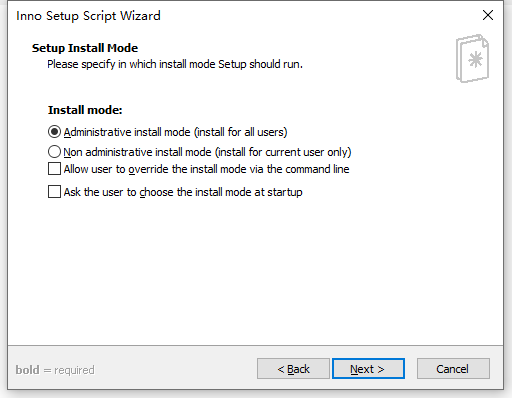 Inno Setup Script Wizard
Setup Install Mode
Please specify in which install mode Setup should run.
Install mode:
Administrative install mode (install for all users)
Non administrative install mode (install for current user only)
Allow user to override the install mode via the command line
Ask the user to choose the install mode at startup
bold = required
< Back
Next >
Cancel